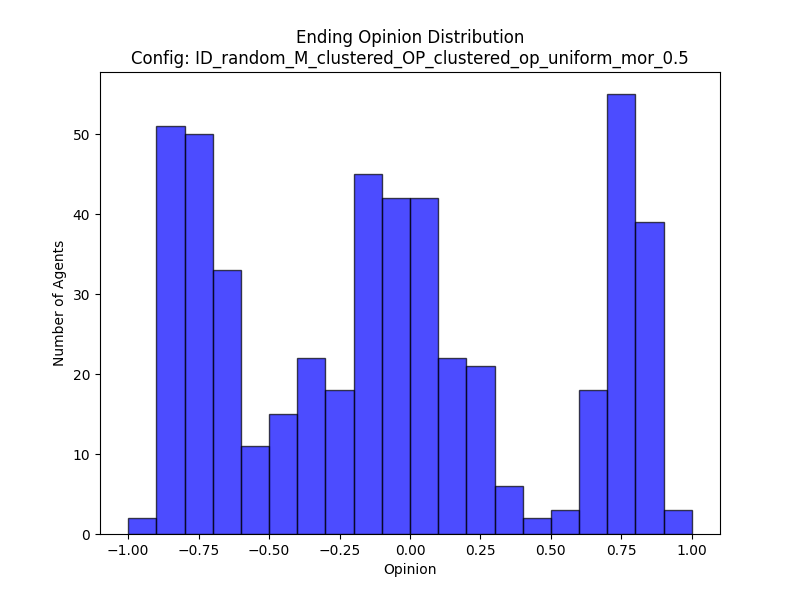 Ending Opinion Distribution
Config: ID_random_M_clustered_OP_clustered_op_uniform_mor_0.5
Number of Agents
50
40
30
20
10
0
−1.00 −0.75 −0.50 −0.25 0.00 0.25 0.50 0.75 1.00
Opinion